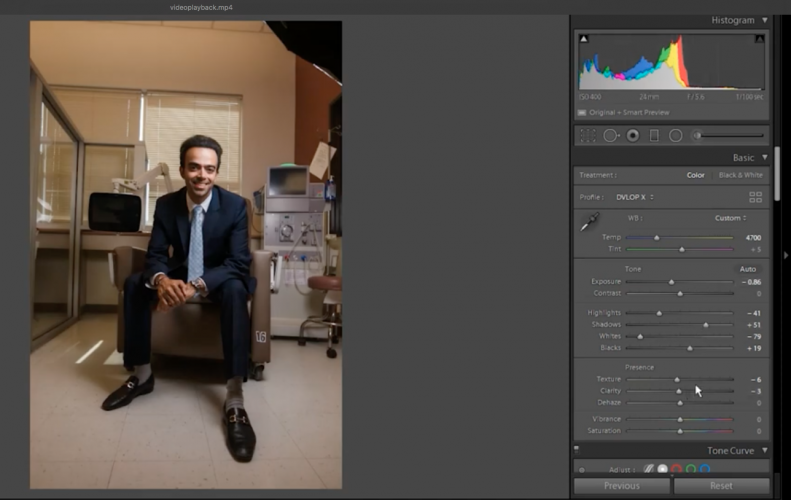 videoplayback.mp4
Histogram
ISO 400 24 mm f / 5.6 1/100 sec
Original + Smart Preview
Basic
Treatment : Color Black & White
Profile : DVLOP X
WB : Custom
Temp 4700
Tint + 5
Tone Auto
Exposure – 0.86
Contrast 0
Highlights – 41
Shadows + 51
Whites – 79
Blacks + 19
Presence
Texture – 6
Clarity – 3
Dehaze 0
Vibrance 0
Saturation 0
Tone Curve
Adjust :
Previous Reset
16